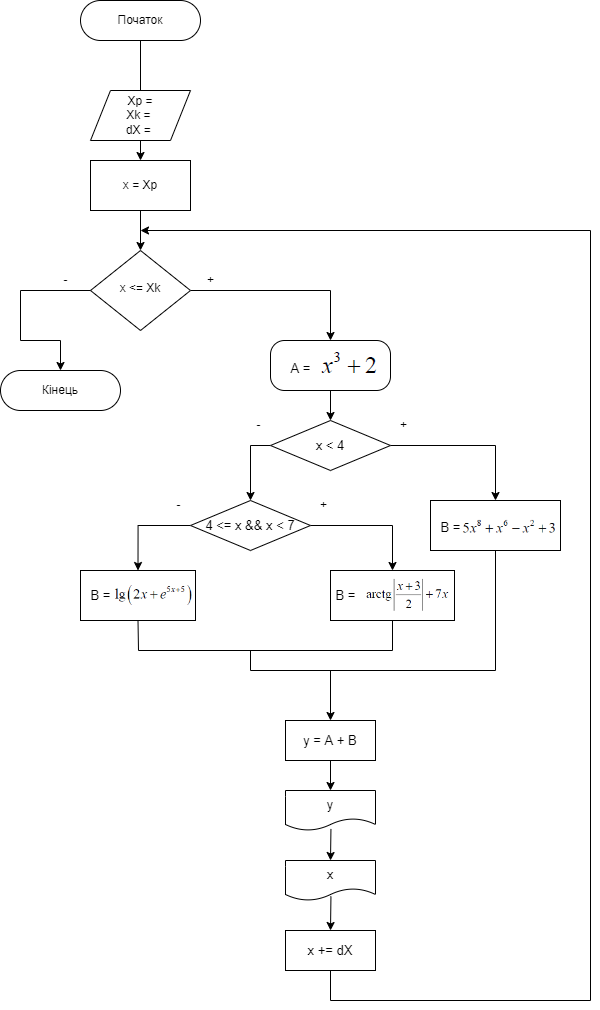 Початок
Xp =
Xk =
dX =
x = Xp
x <= Xk
-
+
A = x³ + 2
Кінець
x < 4
-
+
4 <= x && x < 7
-
+
B = 5x⁸ + x⁶ − x² + 3
B = lg(2x + e⁵ˣ⁺⁵)
B = arctg|(x+3)/2| + 7x
y = A + B
y
x
x += dX